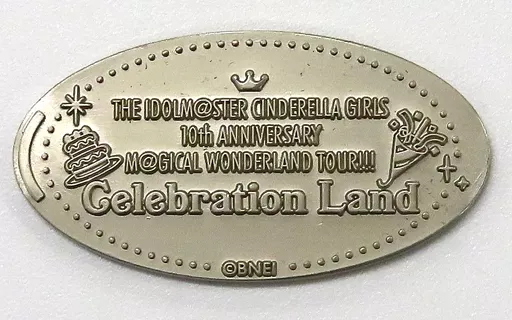 THE IDOLM@STER CINDERELLA GIRLS
10th ANNIVERSARY
M@GICAL WONDERLAND TOUR!!!
Celebration Land
©BNEI